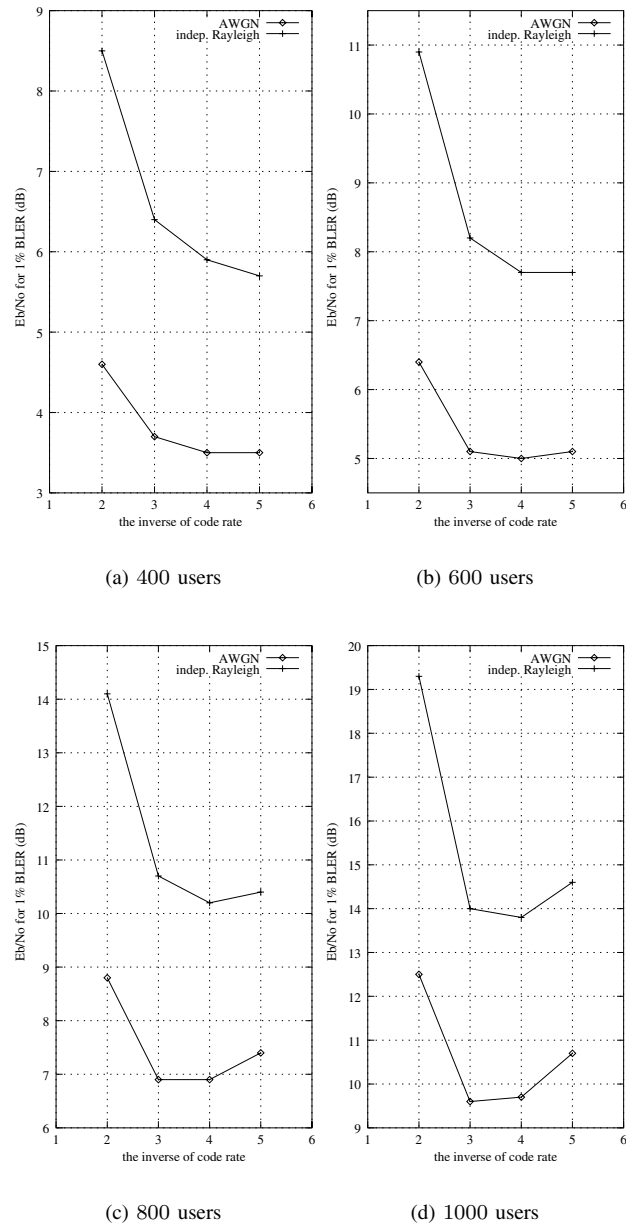 AWGN
indep. Rayleigh
9
8
7
6
5
4
3
Eb/No for 1% BLER (dB)
1 2 3 4 5 6
the inverse of code rate
(a) 400 users
AWGN
indep. Rayleigh
11
10
9
8
7
6
5
Eb/No for 1% BLER (dB)
1 2 3 4 5 6
the inverse of code rate
(b) 600 users
AWGN
indep. Rayleigh
15
14
13
12
11
10
9
8
7
6
Eb/No for 1% BLER (dB)
1 2 3 4 5 6
the inverse of code rate
(c) 800 users
AWGN
indep. Rayleigh
20
19
18
17
16
15
14
13
12
11
10
9
Eb/No for 1% BLER (dB)
1 2 3 4 5 6
the inverse of code rate
(d) 1000 users